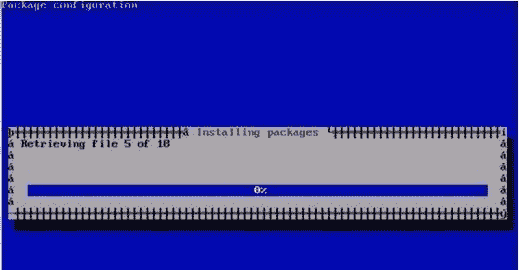 Package configuration
Installing packages
Retrieving file 5 of 10
0%